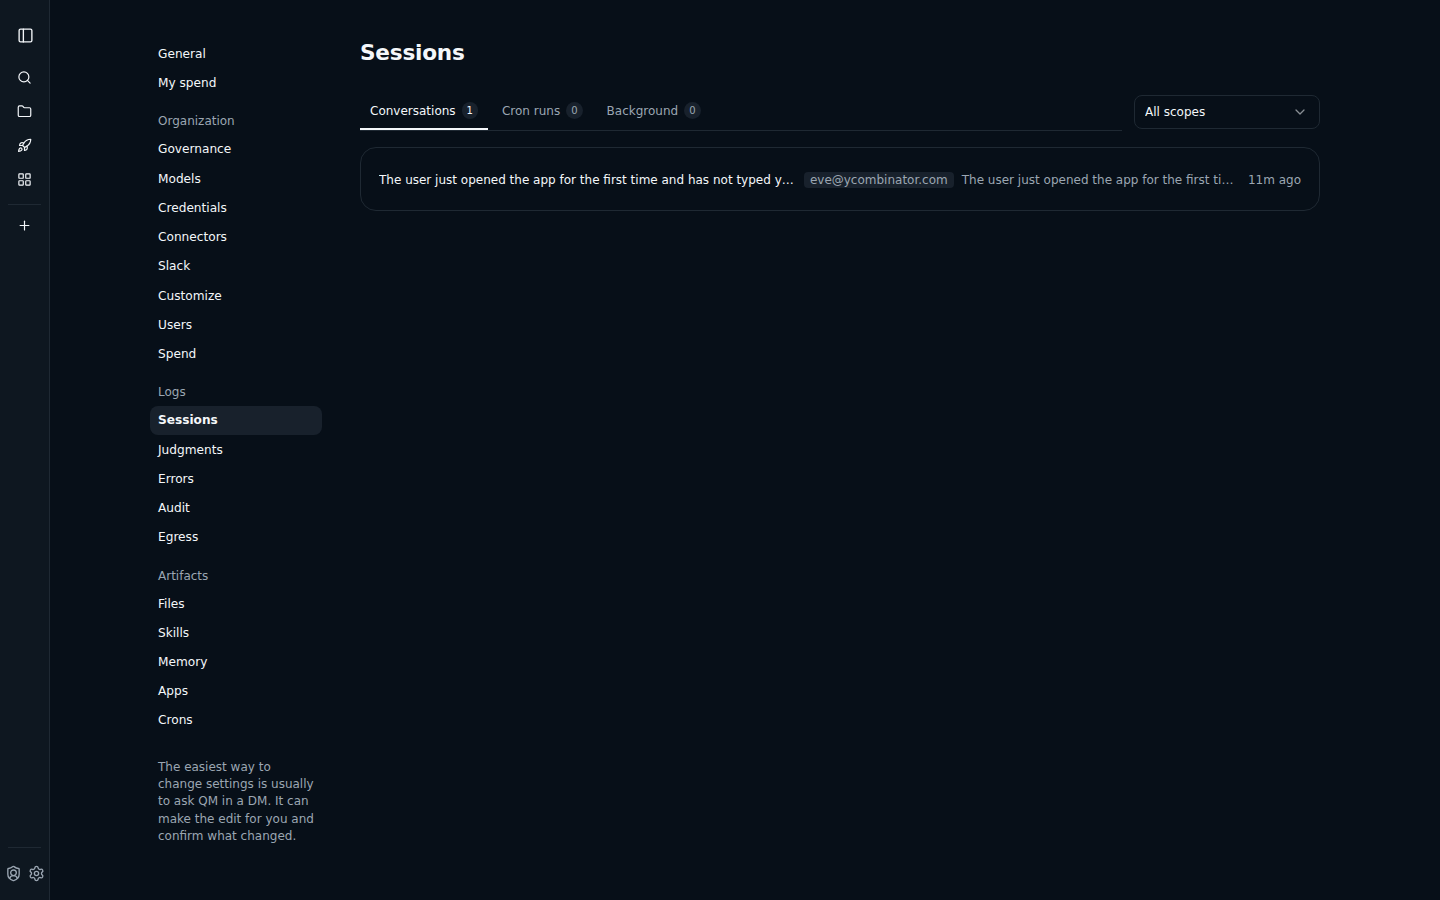 General
My spend
Organization
Governance
Models
Credentials
Connectors
Slack
Customize
Users
Spend
Logs
Sessions
Judgments
Errors
Audit
Egress
Artifacts
Files
Skills
Memory
Apps
Crons
The easiest way to
change settings is usually
to ask QM in a DM. It can
make the edit for you and
confirm what changed.
Sessions
Conversations 1 Cron runs 0 Background 0 All scopes
The user just opened the app for the first time and has not typed y… eve@ycombinator.com The user just opened the app for the first ti… 11m ago